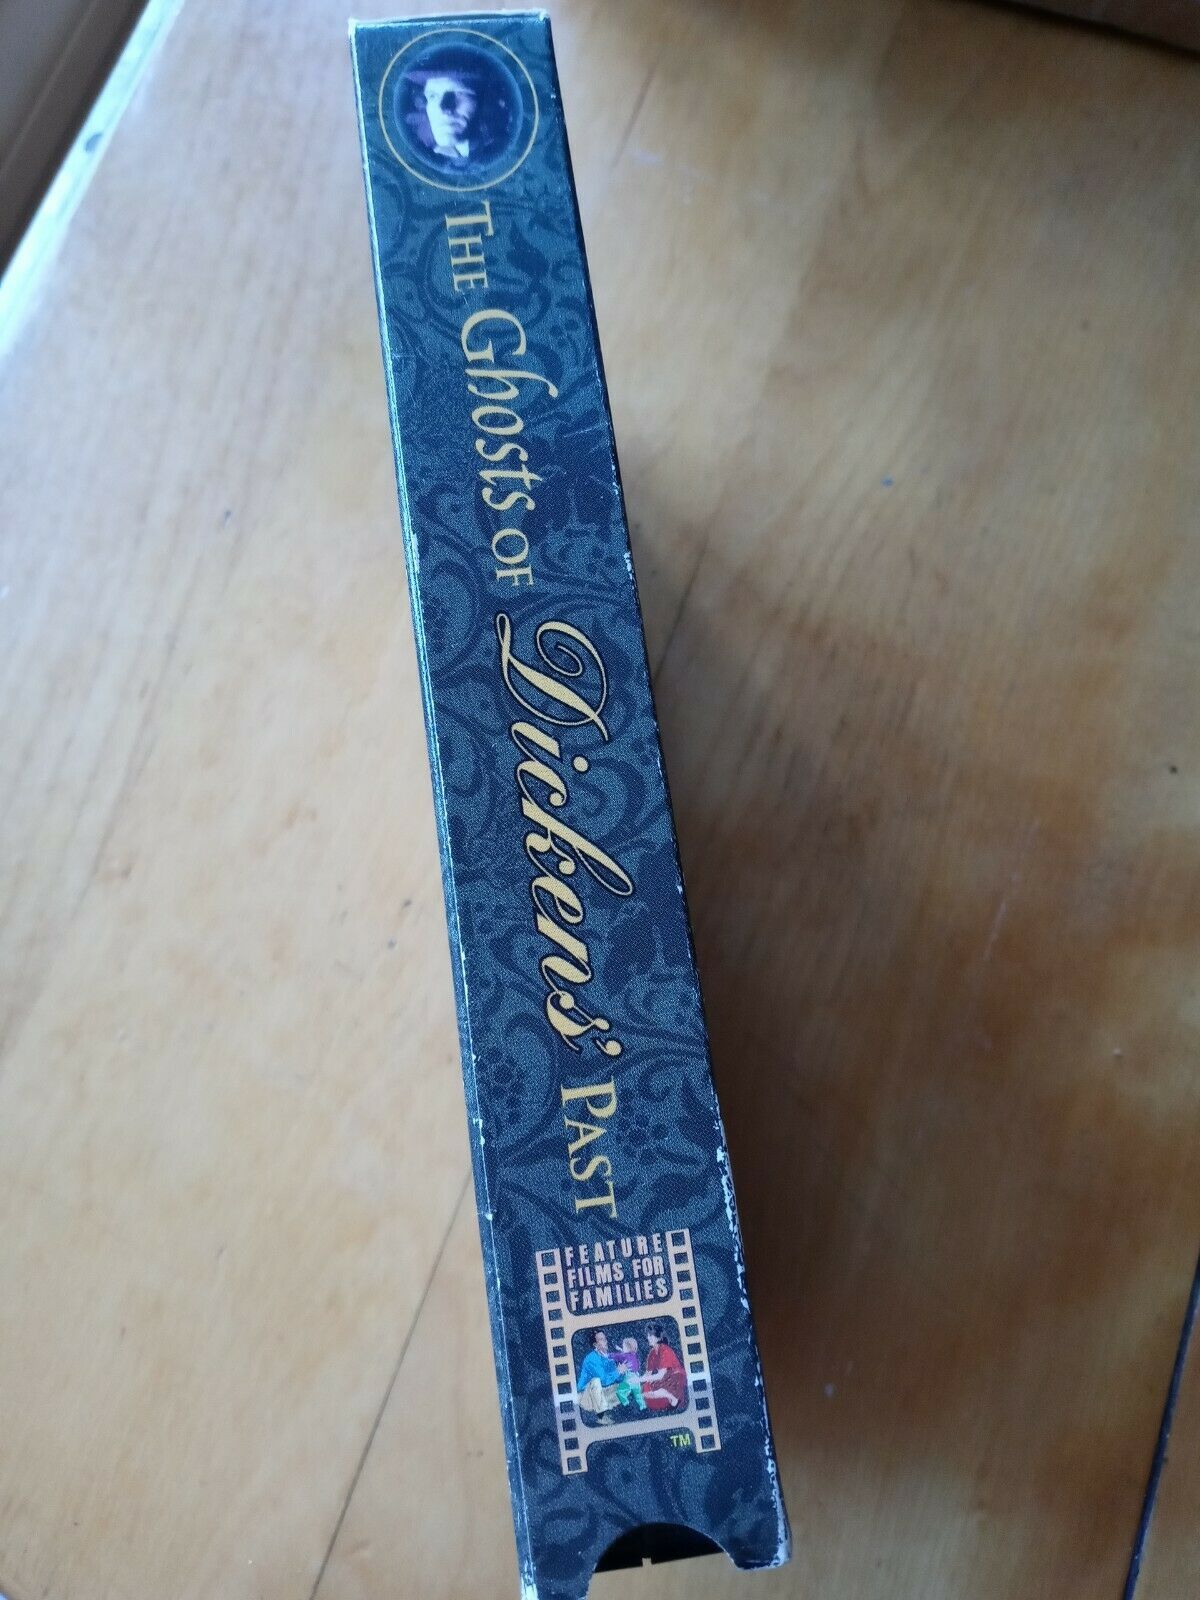 THE Ghosts OF Dickens' PAST
FEATURE
FILMS FOR
FAMILIES
TM